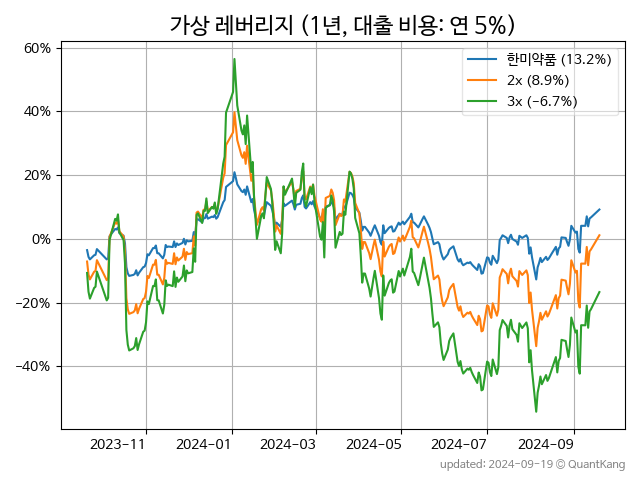 가상 레버리지 (1년, 대출 비용: 연 5%)
60%
40%
20%
0%
−20%
−40%
한미약품 (13.2%)
2x (8.9%)
3x (−6.7%)
2023-11
2024-01
2024-03
2024-05
2024-07
2024-09
updated: 2024-09-19 © QuantKang